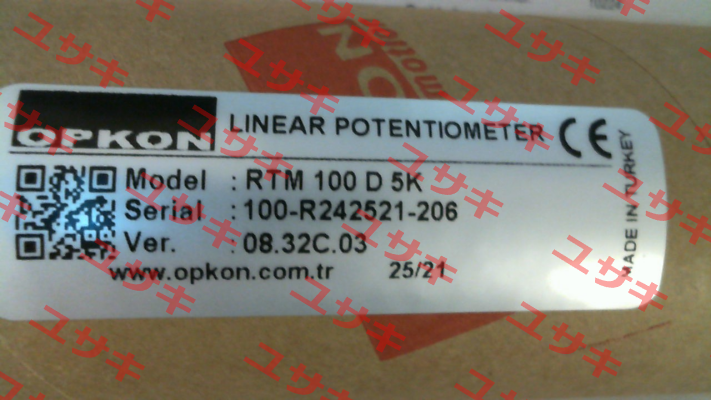 OPKON
LINEAR POTENTIOMETER CE
Model : RTM 100 D 5K
Serial : 100-R242521-206
Ver. : 08.32C.03
www.opkon.com.tr 25/21
MADE IN TURKEY
ユサキ